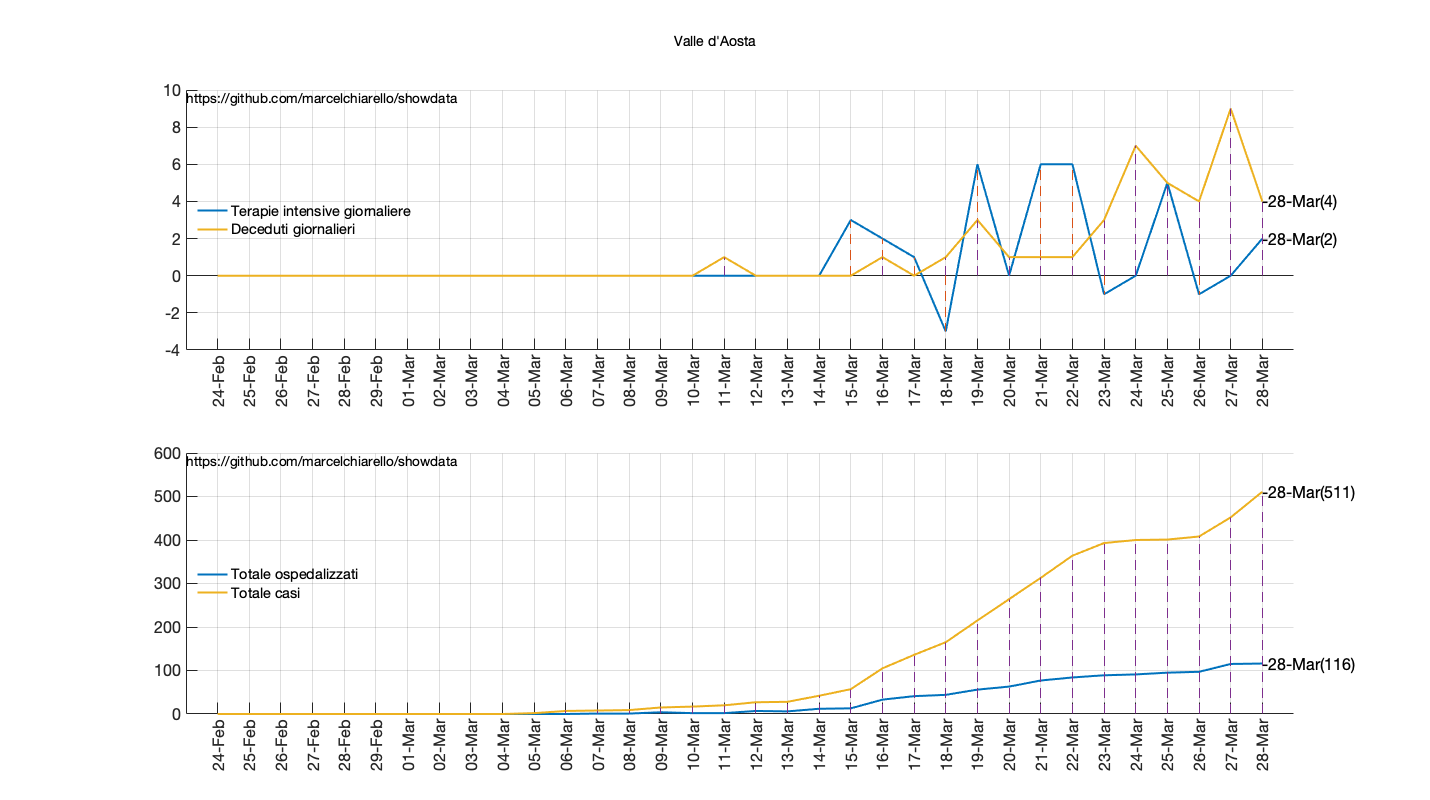 Valle d'Aosta
10
https://github.com/marcelchiarello/showdata
8
6
4
2
0
-2
-4
Terapie intensive giornaliere
Deceduti giornalieri
-28-Mar(4)
-28-Mar(2)
24-Feb
25-Feb
26-Feb
27-Feb
28-Feb
29-Feb
01-Mar
02-Mar
03-Mar
04-Mar
05-Mar
06-Mar
07-Mar
08-Mar
09-Mar
10-Mar
11-Mar
12-Mar
13-Mar
14-Mar
15-Mar
16-Mar
17-Mar
18-Mar
19-Mar
20-Mar
21-Mar
22-Mar
23-Mar
24-Mar
25-Mar
26-Mar
27-Mar
28-Mar
600
https://github.com/marcelchiarello/showdata
500
400
300
200
100
0
Totale ospedalizzati
Totale casi
-28-Mar(511)
-28-Mar(116)
24-Feb
25-Feb
26-Feb
27-Feb
28-Feb
29-Feb
01-Mar
02-Mar
03-Mar
04-Mar
05-Mar
06-Mar
07-Mar
08-Mar
09-Mar
10-Mar
11-Mar
12-Mar
13-Mar
14-Mar
15-Mar
16-Mar
17-Mar
18-Mar
19-Mar
20-Mar
21-Mar
22-Mar
23-Mar
24-Mar
25-Mar
26-Mar
27-Mar
28-Mar